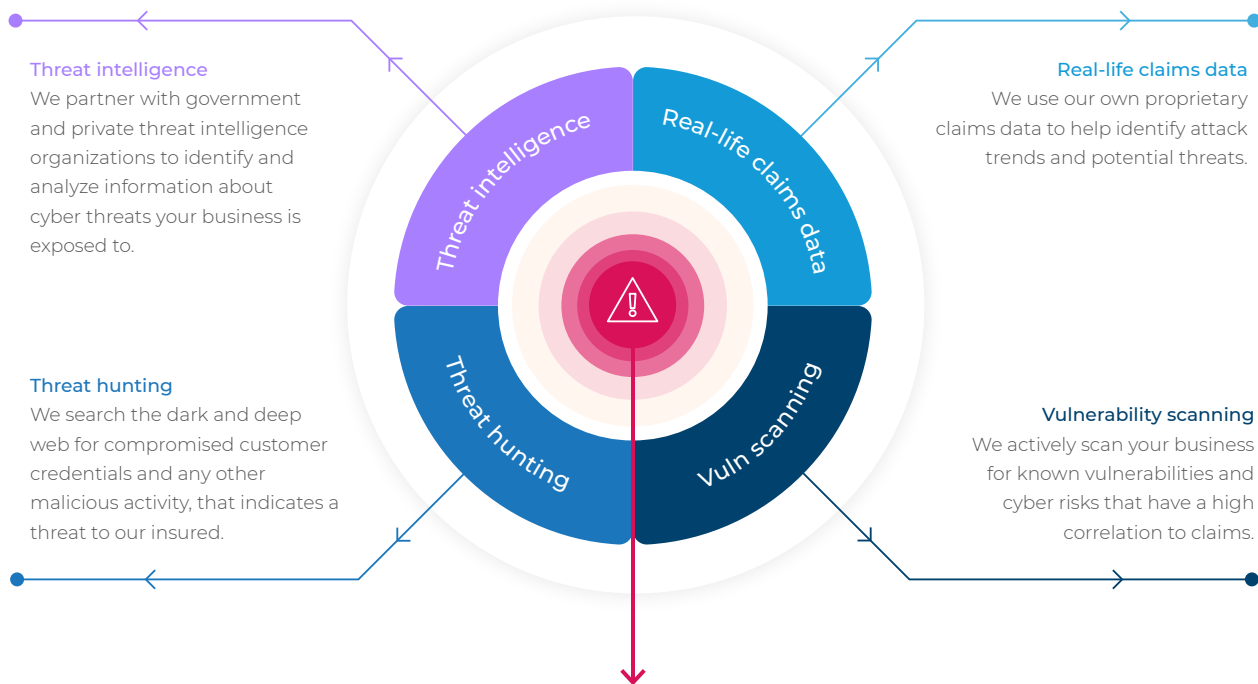 Threat intelligence
We partner with government
and private threat intelligence
organizations to identify and
analyze information about
cyber threats your business is
exposed to.
Real-life claims data
We use our own proprietary
claims data to help identify attack
trends and potential threats.
Threat intelligence
Real-life claims data
Threat hunting
Vuln scanning
Threat hunting
We search the dark and deep
web for compromised customer
credentials and any other
malicious activity, that indicates a
threat to our insured.
Vulnerability scanning
We actively scan your business
for known vulnerabilities and
cyber risks that have a high
correlation to claims.